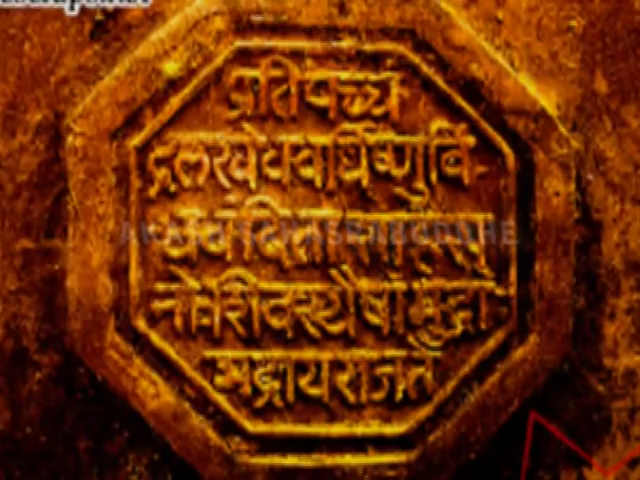 प्रतिपच्चं
द्रलेखेववर्धिष्णुर्वि-
श्ववंदिताशाहसू
नोःशिवस्यैषामुद्रा
भद्रायराजते